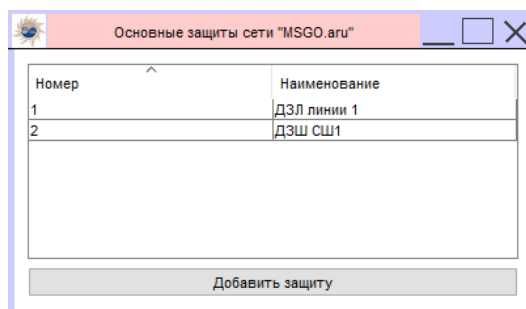 Основные защиты сети "MSGO.aru"
Номер Наименование
1 ДЗЛ линии 1
2 ДЗШ СШ1
Добавить защиту